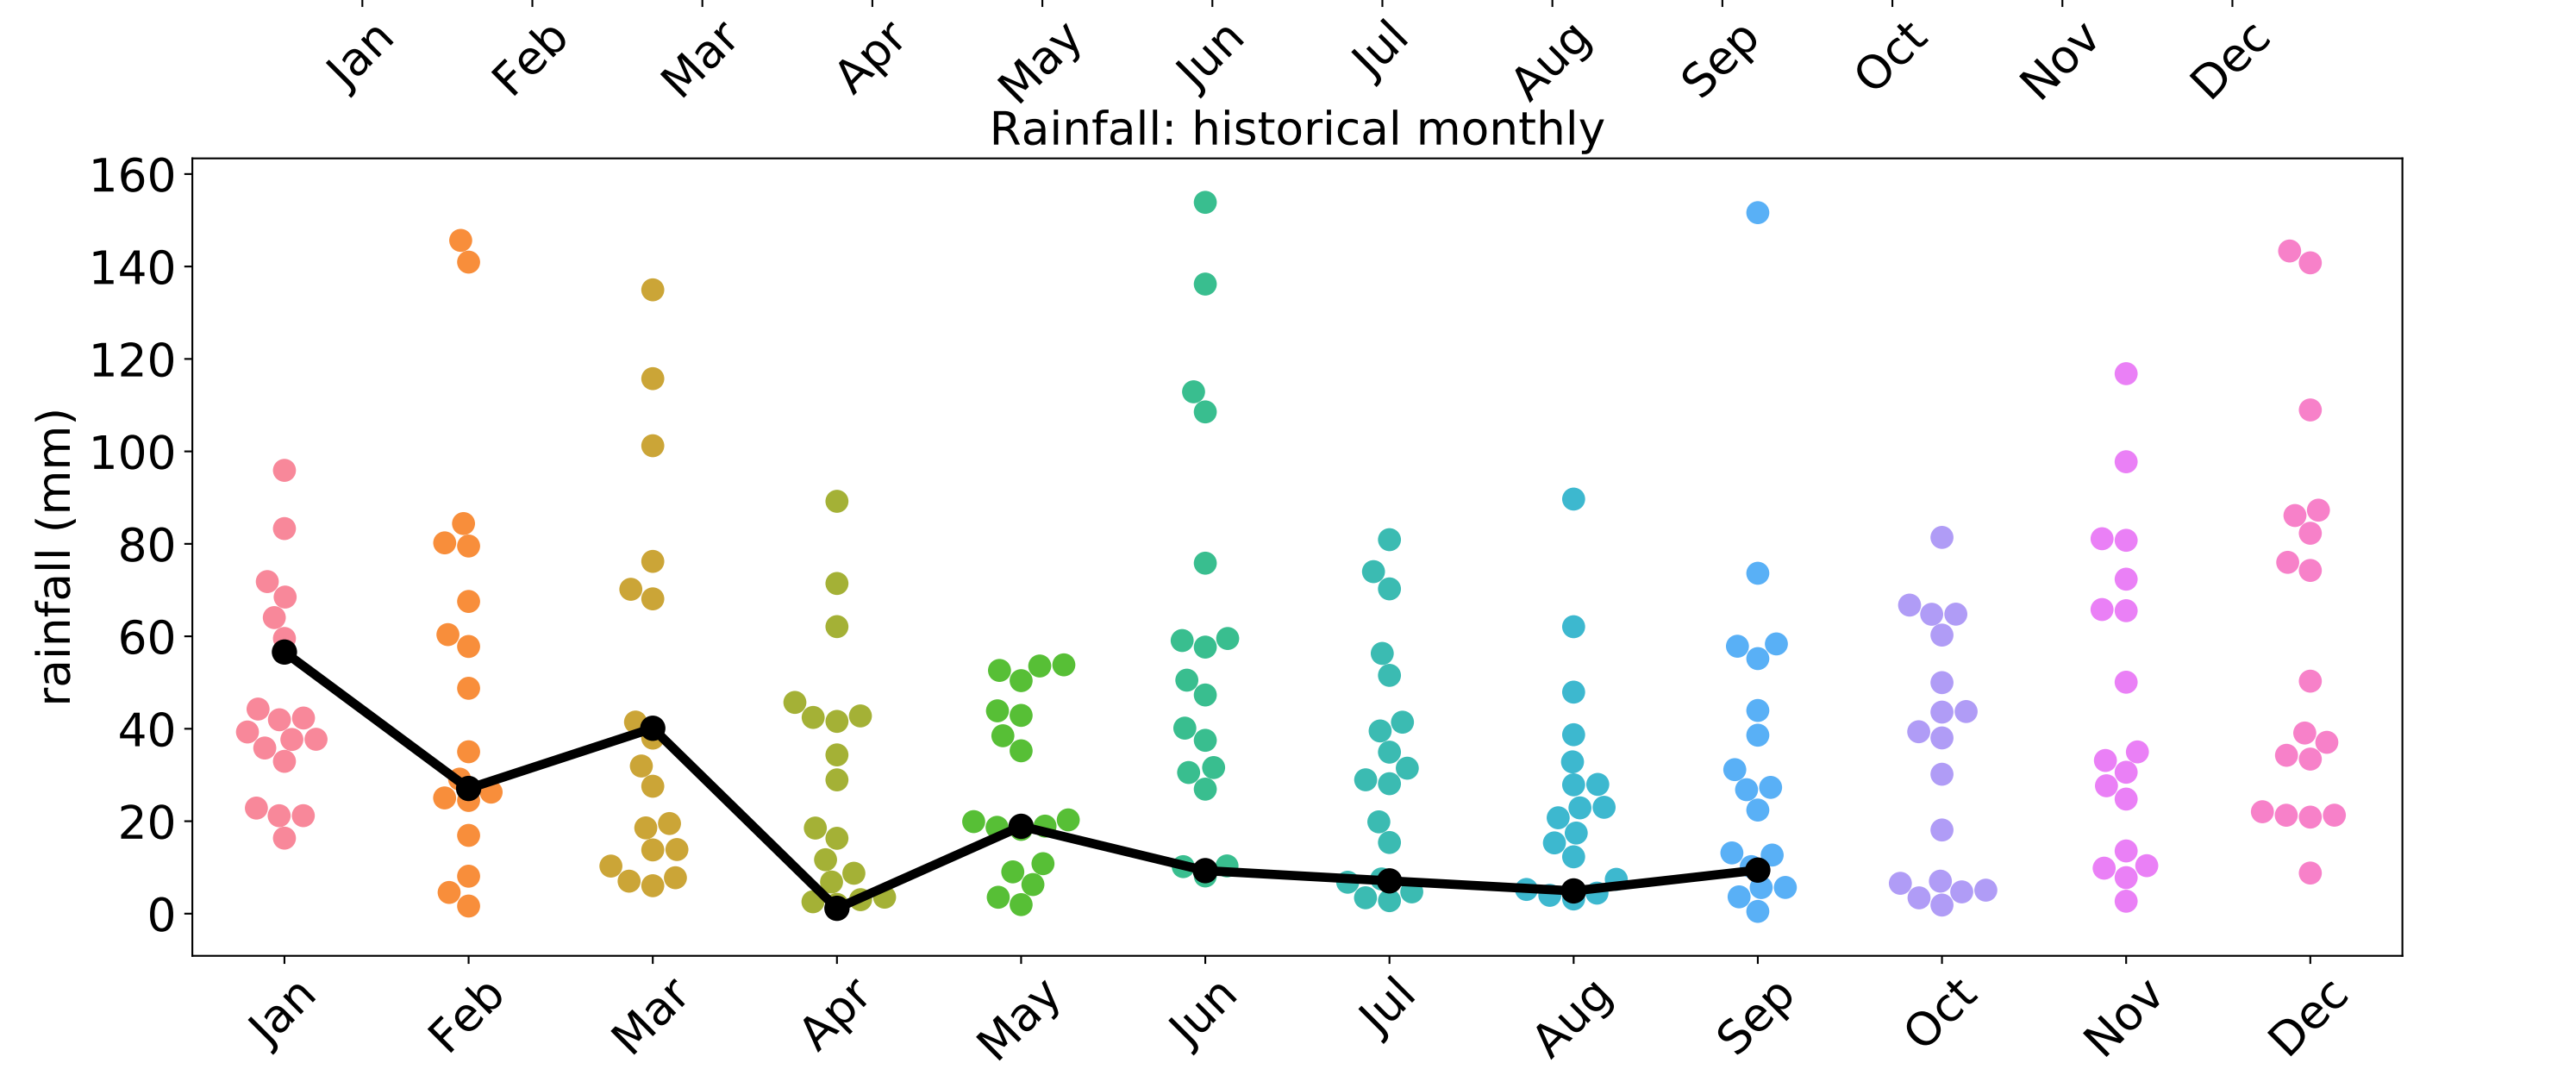 Jan Feb Mar Apr May Jun Jul Aug Sep Oct Nov Dec
Rainfall: historical monthly
160
140
120
100
80
60
40
20
0
rainfall (mm)
Jan Feb Mar Apr May Jun Jul Aug Sep Oct Nov Dec